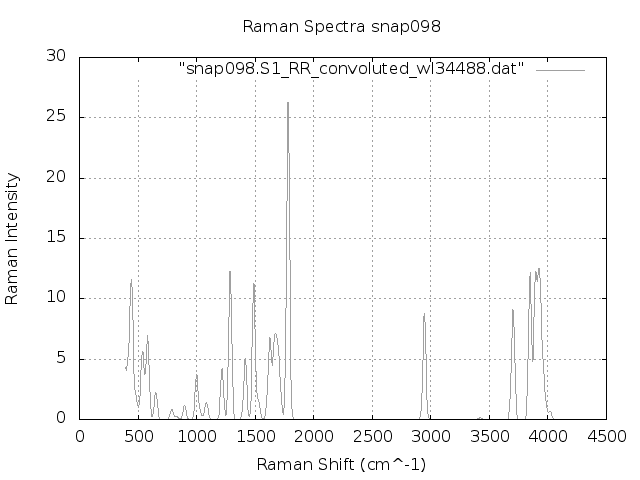 Raman Spectra snap098
"snap098.S1_RR_convoluted_wl34488.dat"
30
25
20
15
10
5
0
Raman Intensity
0 500 1000 1500 2000 2500 3000 3500 4000 4500
Raman Shift (cm^-1)